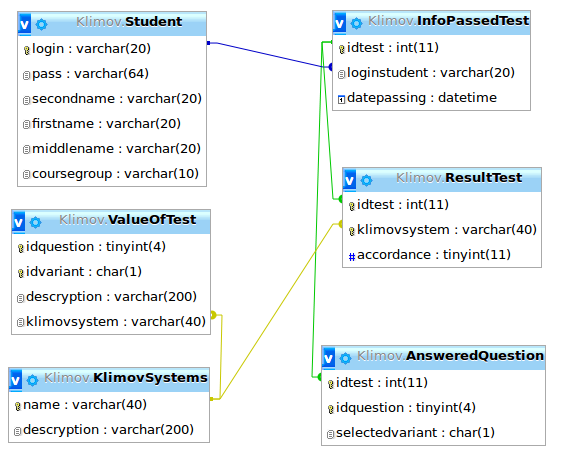 Klimov.Student
login : varchar(20)
pass : varchar(64)
secondname : varchar(20)
firstname : varchar(20)
middlename : varchar(20)
coursegroup : varchar(10)
Klimov.InfoPassedTest
idtest : int(11)
loginstudent : varchar(20)
datepassing : datetime
Klimov.ResultTest
idtest : int(11)
klimovsystem : varchar(40)
accordance : tinyint(11)
Klimov.ValueOfTest
idquestion : tinyint(4)
idvariant : char(1)
descryption : varchar(200)
klimovsystem : varchar(40)
Klimov.KlimovSystems
name : varchar(40)
descryption : varchar(200)
Klimov.AnsweredQuestion
idtest : int(11)
idquestion : tinyint(4)
selectedvariant : char(1)